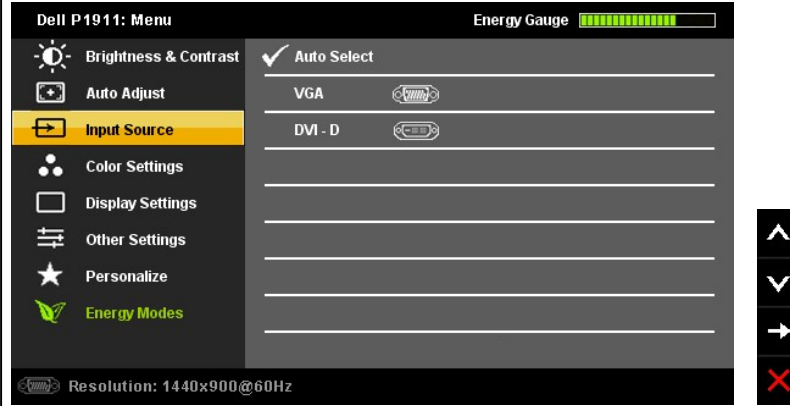 Dell P1911: Menu Energy Gauge
Brightness & Contrast Auto Select
Auto Adjust VGA
Input Source DVI - D
Color Settings
Display Settings
Other Settings
Personalize
Energy Modes
Resolution: 1440x900@60Hz